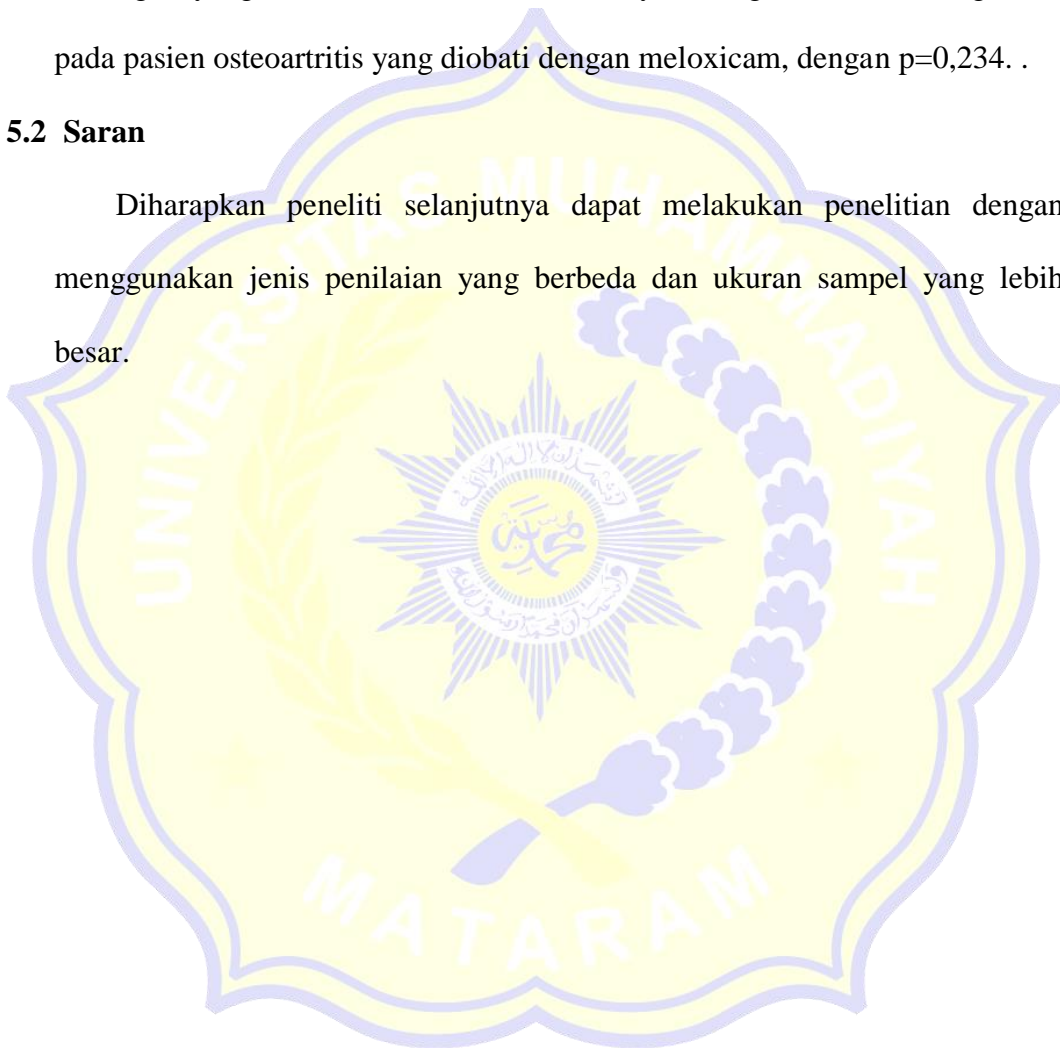 pada pasien osteoartritis yang diobati dengan meloxicam, dengan p=0,234. .
5.2 Saran
Diharapkan peneliti selanjutnya dapat melakukan penelitian dengan
menggunakan jenis penilaian yang berbeda dan ukuran sampel yang lebih
besar.
UNIVERSITAS MUHAMMADIYAH
MATARAM